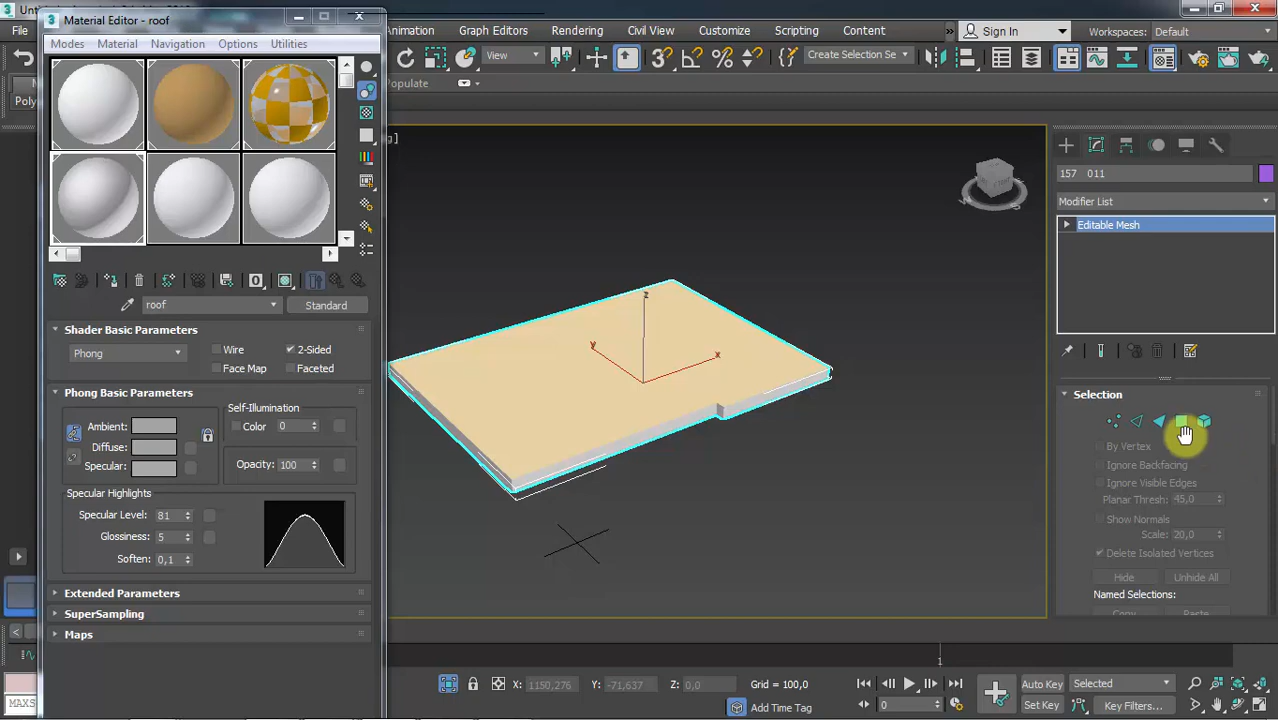 Material Editor - roof
Modes Material Navigation Options Utilities
File
nimation Graph Editors Rendering Civil View Customize Scripting Content
Sign In
Workspaces: Default
View
Create Selection Se
Populate
Poly
roof
Standard
Shader Basic Parameters
Phong
Wire 2-Sided
Face Map Faceted
Phong Basic Parameters
Ambient:
Diffuse:
Specular:
Self-Illumination
Color 0
Opacity: 100
Specular Highlights
Specular Level: 81
Glossiness: 5
Soften: 0,1
Extended Parameters
SuperSampling
Maps
z
y
x
157 011
Modifier List
Editable Mesh
Selection
By Vertex
Ignore Backfacing
Ignore Visible Edges
Planar Thresh: 45,0
Show Normals
Scale: 20,0
Delete Isolated Vertices
Hide Unhide All
Named Selections:
Copy Paste
1
MAXS
X: 1150,276 Y: -71,637 Z: 0,0 Grid = 100,0
Add Time Tag
0
Auto Key Selected
Set Key Key Filters...